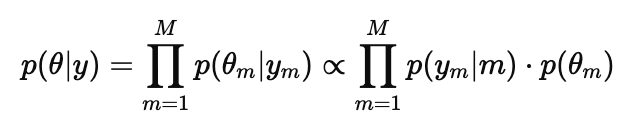 p(θ|y) = ∏_{m=1}^{M} p(θ_m|y_m) ∝ ∏_{m=1}^{M} p(y_m|m) · p(θ_m)